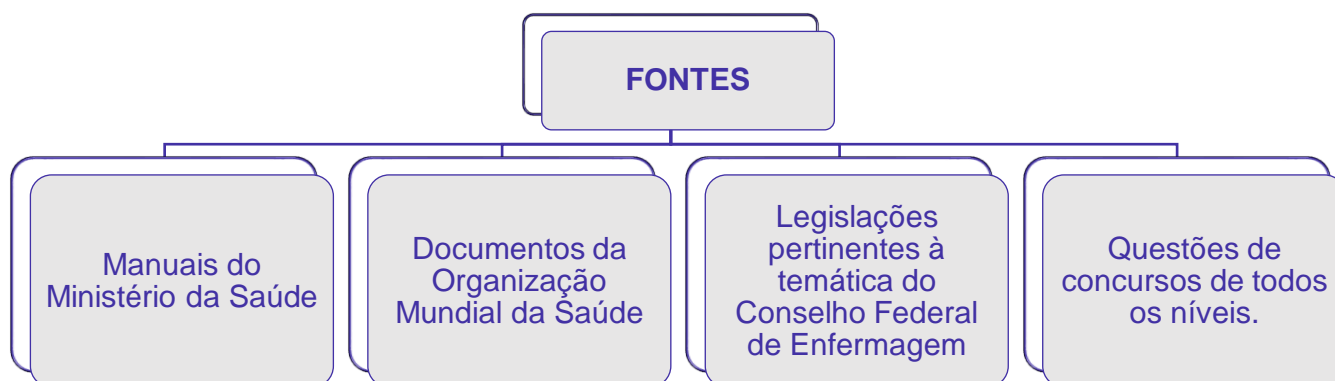 FONTES
Manuais do
Ministério da Saúde
Documentos da
Organização
Mundial da Saúde
Legislações
pertinentes à
temática do
Conselho Federal
de Enfermagem
Questões de
concursos de todos
os níveis.